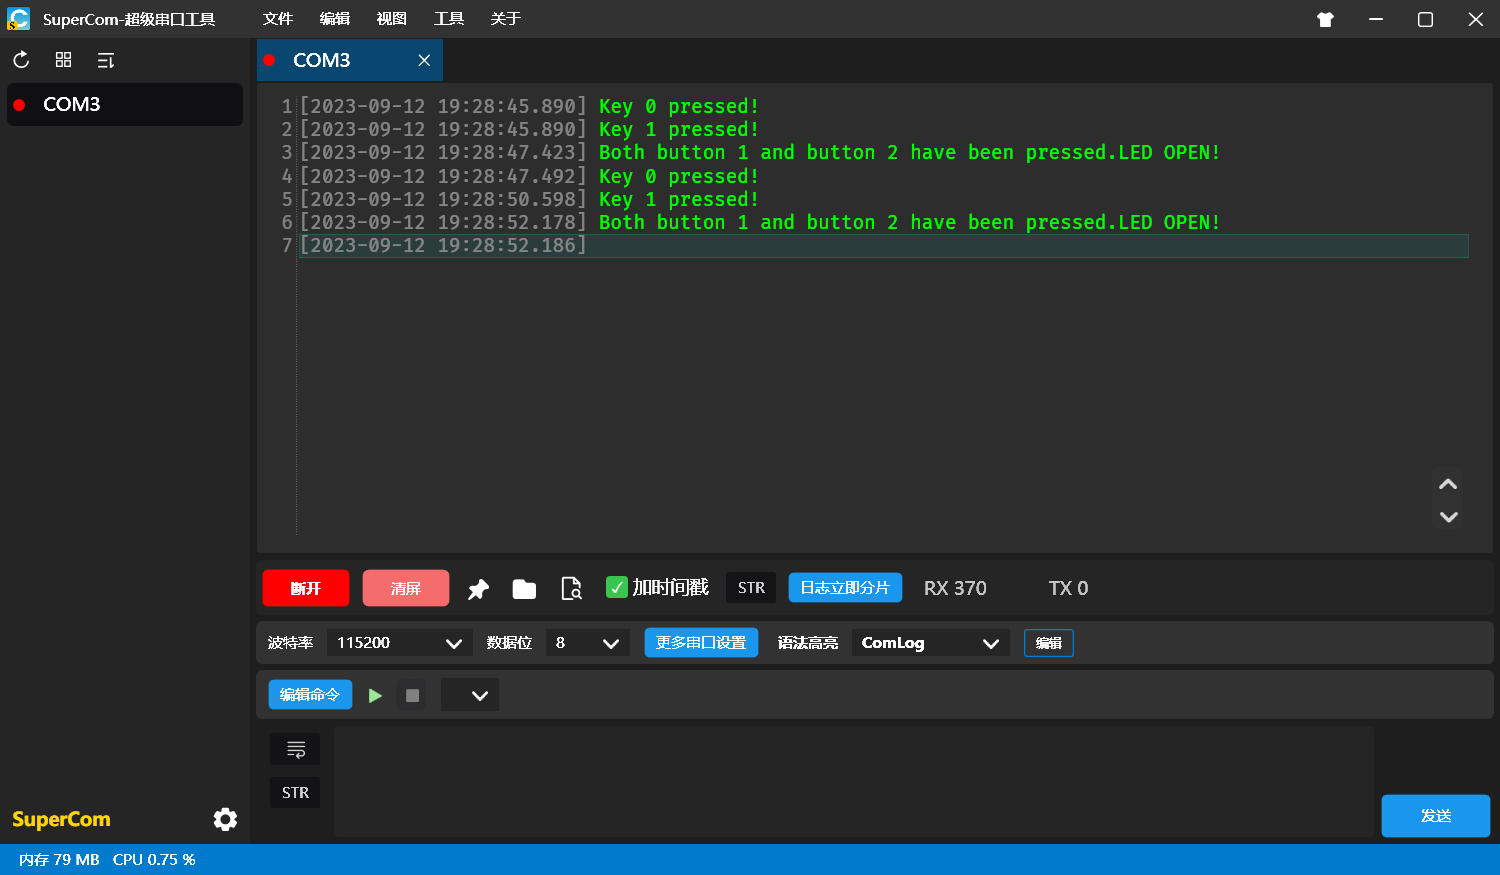 SuperCom-超级串口工具 文件 编辑 视图 工具 关于
COM3
COM3
1 [2023-09-12 19:28:45.890] Key 0 pressed!
2 [2023-09-12 19:28:45.890] Key 1 pressed!
3 [2023-09-12 19:28:47.423] Both button 1 and button 2 have been pressed.LED OPEN!
4 [2023-09-12 19:28:47.492] Key 0 pressed!
5 [2023-09-12 19:28:50.598] Key 1 pressed!
6 [2023-09-12 19:28:52.178] Both button 1 and button 2 have been pressed.LED OPEN!
7 [2023-09-12 19:28:52.186]
断开 清屏 加时间戳 STR 日志立即分片 RX 370 TX 0
波特率 115200 数据位 8 更多串口设置 语法高亮 ComLog 编辑
编辑命令
STR
SuperCom
发送
内存 79 MB CPU 0.75 %